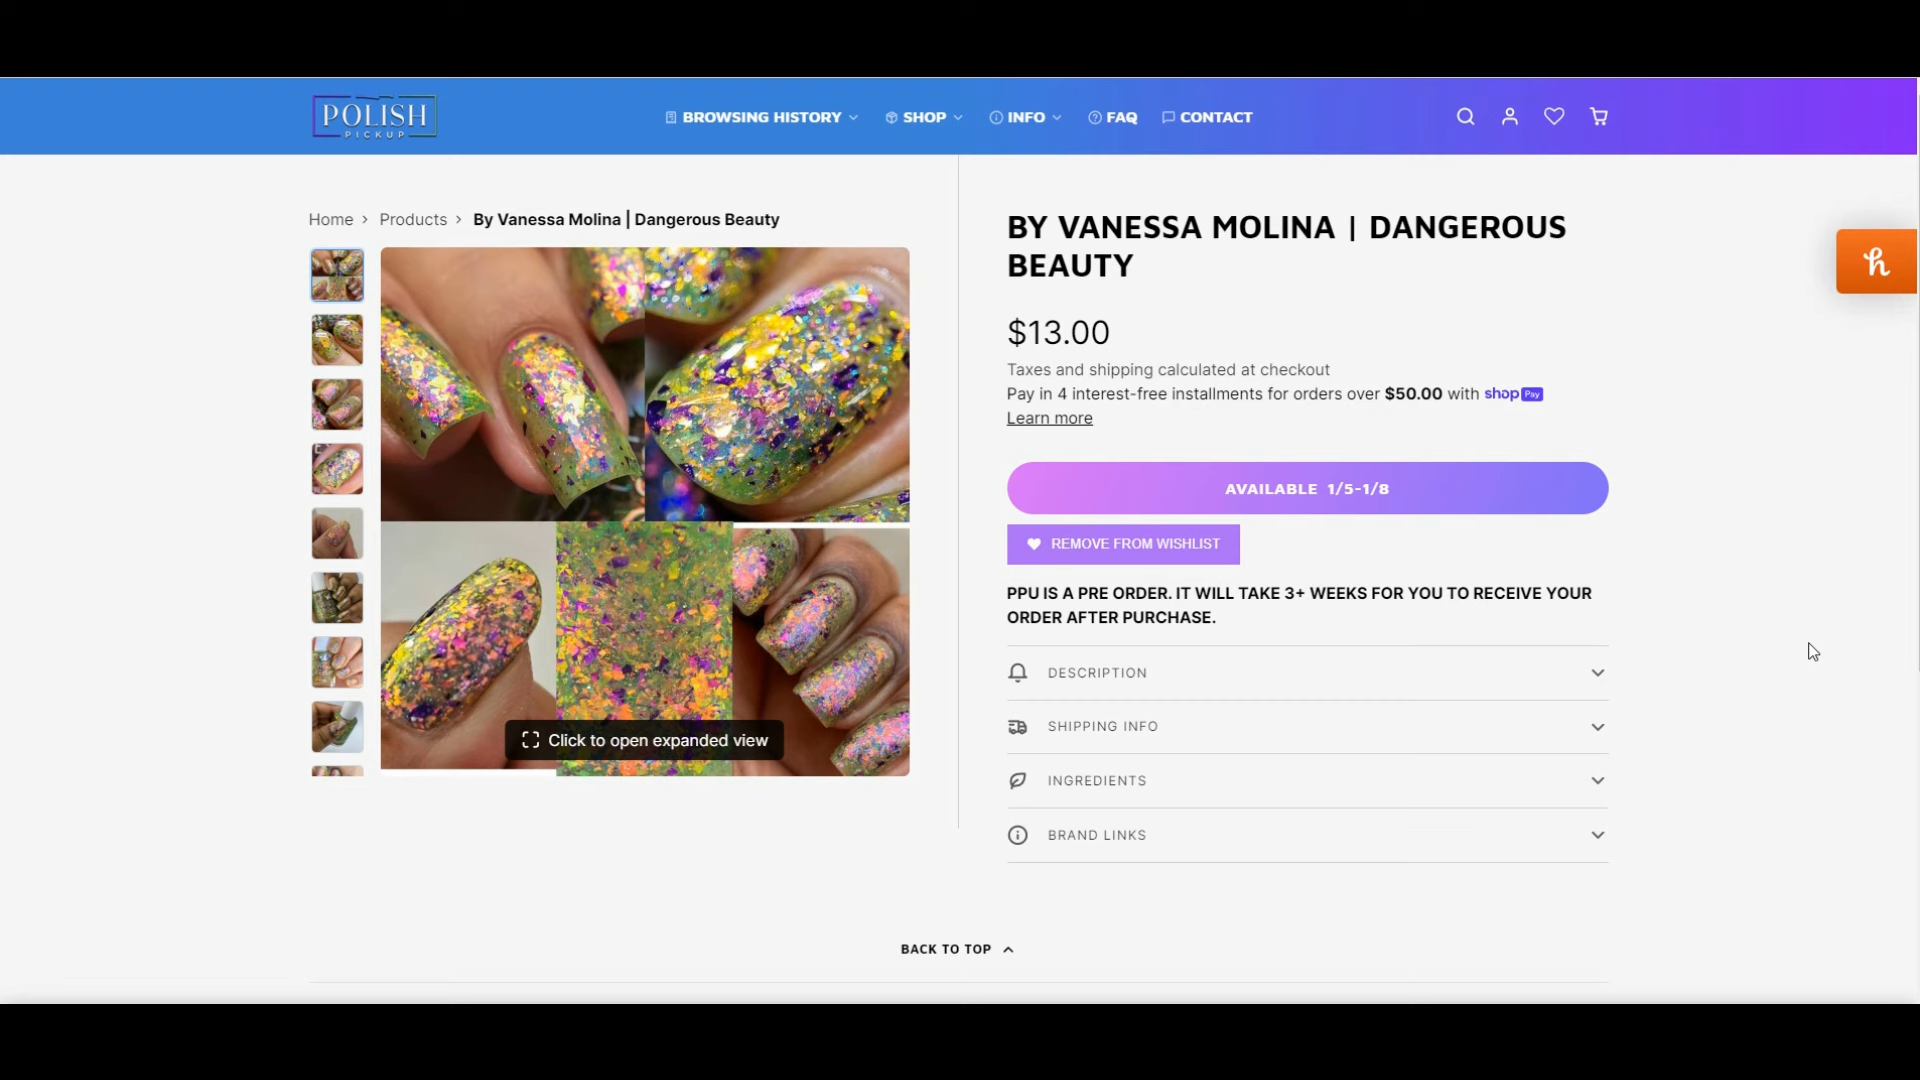 POLISH
PICKUP
BROWSING HISTORY
SHOP
INFO
FAQ
CONTACT
Home > Products > By Vanessa Molina | Dangerous Beauty
BY VANESSA MOLINA | DANGEROUS
BEAUTY
$13.00
Taxes and shipping calculated at checkout
Pay in 4 interest-free installments for orders over $50.00 with shop Pay
Learn more
AVAILABLE 1/5-1/8
REMOVE FROM WISHLIST
PPU IS A PRE ORDER. IT WILL TAKE 3+ WEEKS FOR YOU TO RECEIVE YOUR
ORDER AFTER PURCHASE.
DESCRIPTION
SHIPPING INFO
INGREDIENTS
BRAND LINKS
Click to open expanded view
BACK TO TOP
h